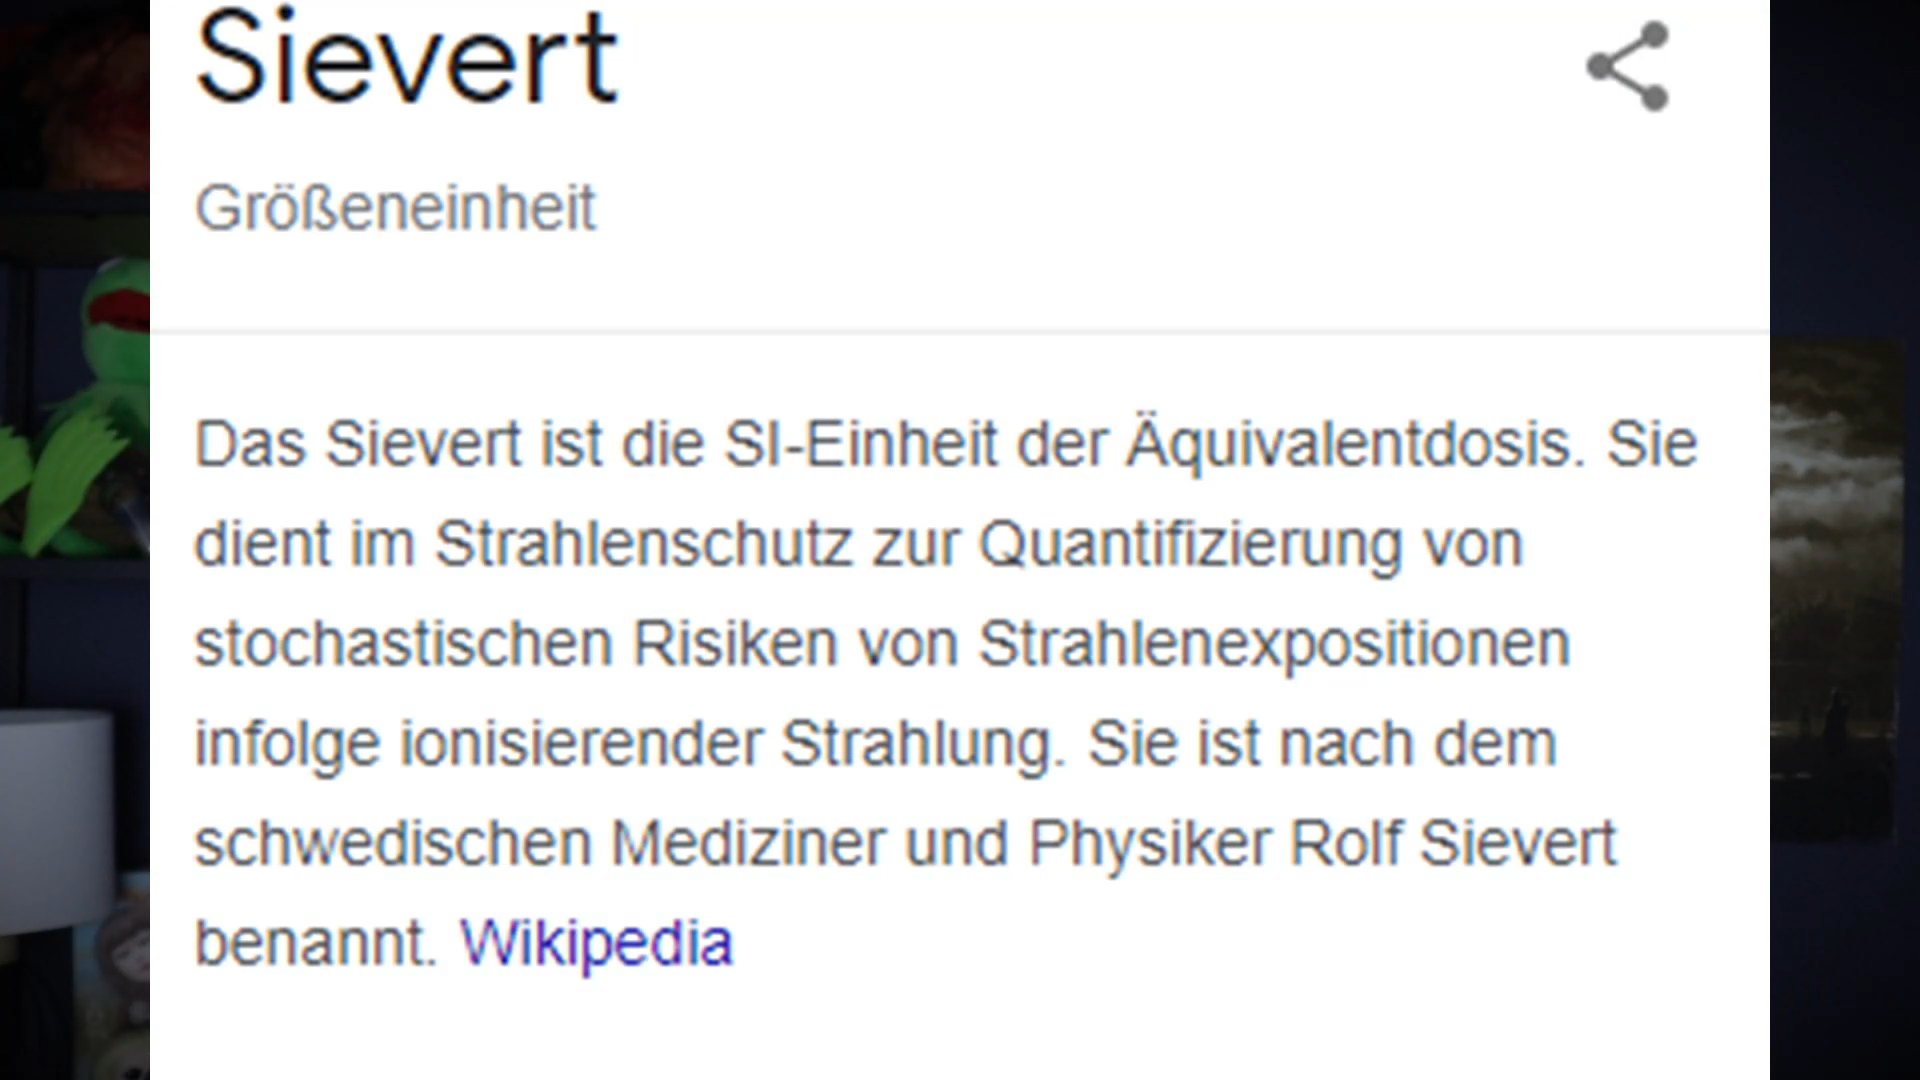 Sievert
Größeneinheit
Das Sievert ist die SI-Einheit der Äquivalentdosis. Sie
dient im Strahlenschutz zur Quantifizierung von
stochastischen Risiken von Strahlenexpositionen
infolge ionisierender Strahlung. Sie ist nach dem
schwedischen Mediziner und Physiker Rolf Sievert
benannt. Wikipedia